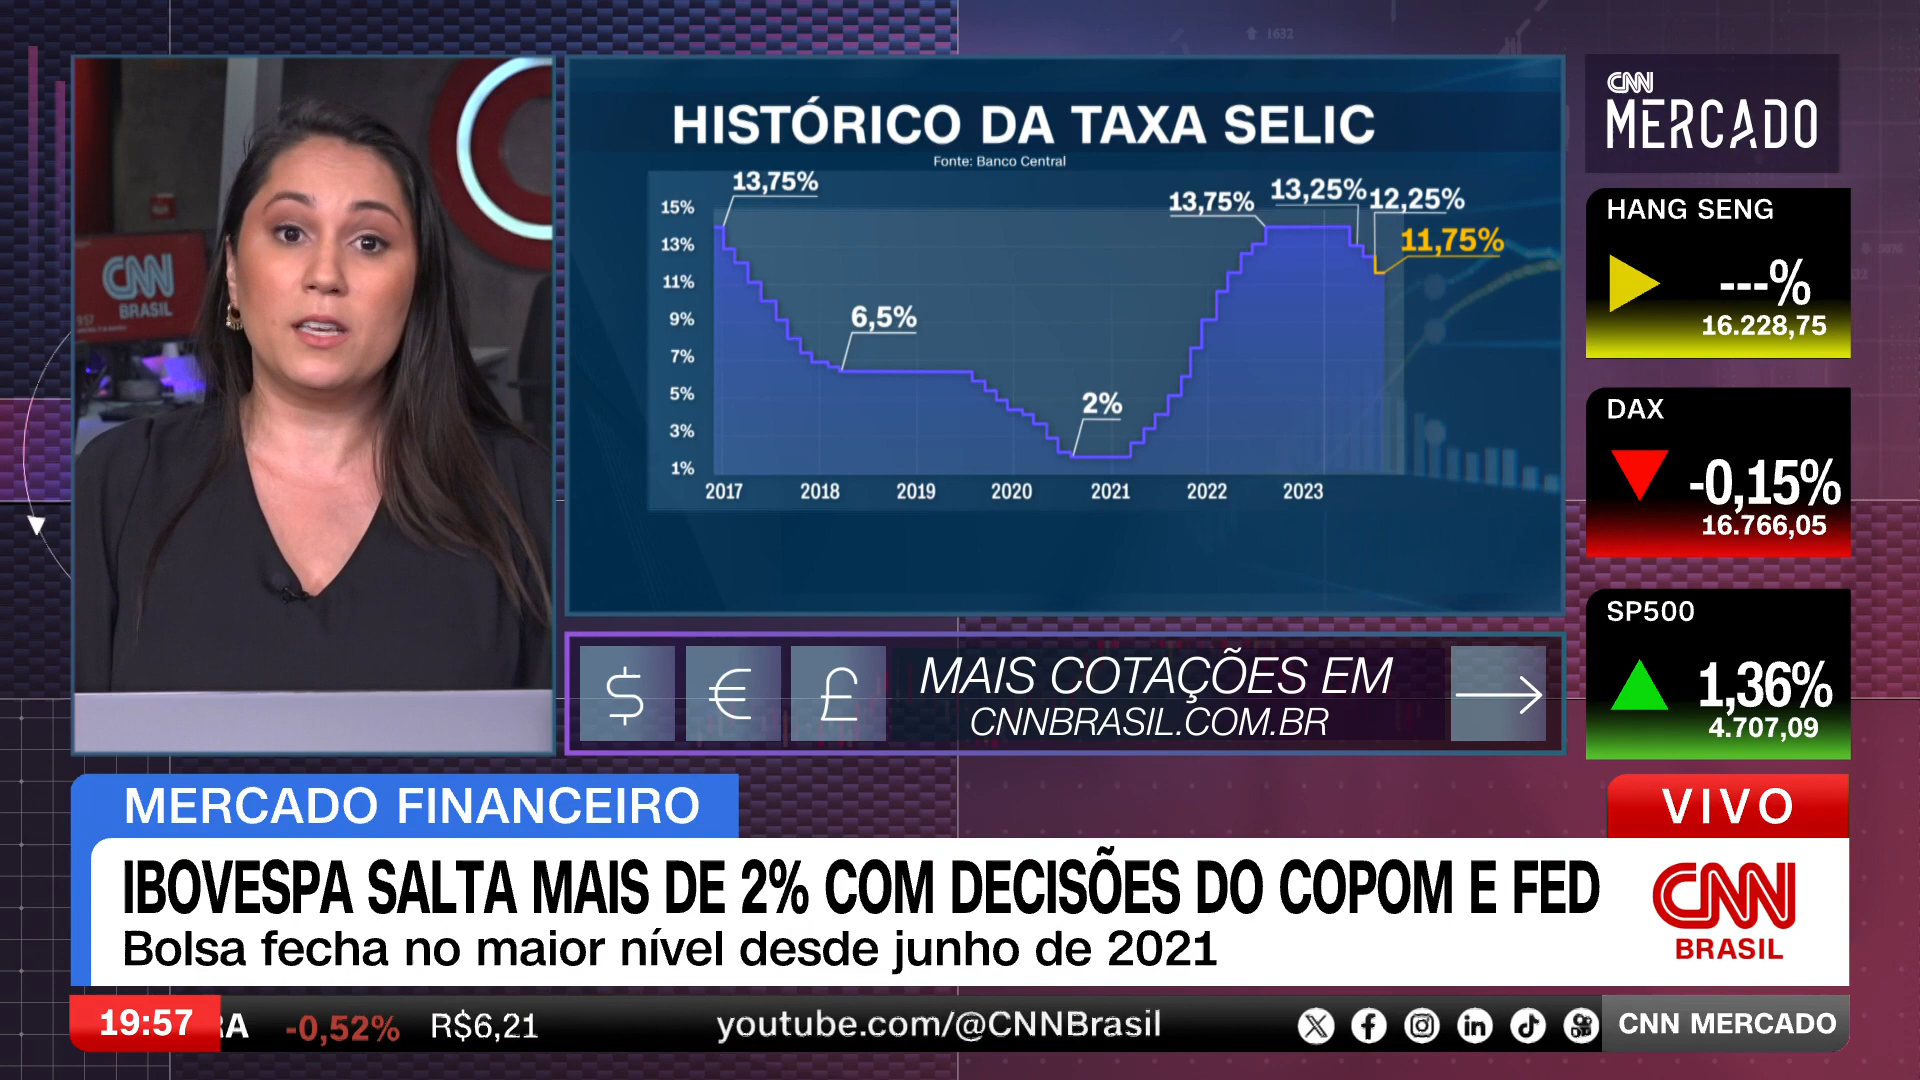 1632
HISTÓRICO DA TAXA SELIC
Fonte: Banco Central
13,75%
13,75%
13,25%
12,25%
11,75%
6,5%
2%
15%
13%
11%
9%
7%
5%
3%
1%
2017 2018 2019 2020 2021 2022 2023
CNN
BRASIL
CNN
MERCADO
HANG SENG
---%
16.228,75
DAX
-0,15%
16.766,05
SP500
1,36%
4.707,09
$ € £
MAIS COTAÇÕES EM
CNNBRASIL.COM.BR
MERCADO FINANCEIRO
VIVO
IBOVESPA SALTA MAIS DE 2% COM DECISÕES DO COPOM E FED
Bolsa fecha no maior nível desde junho de 2021
CNN
BRASIL
19:57 RA -0,52% R$6,21 youtube.com/@CNNBrasil CNN MERCADO